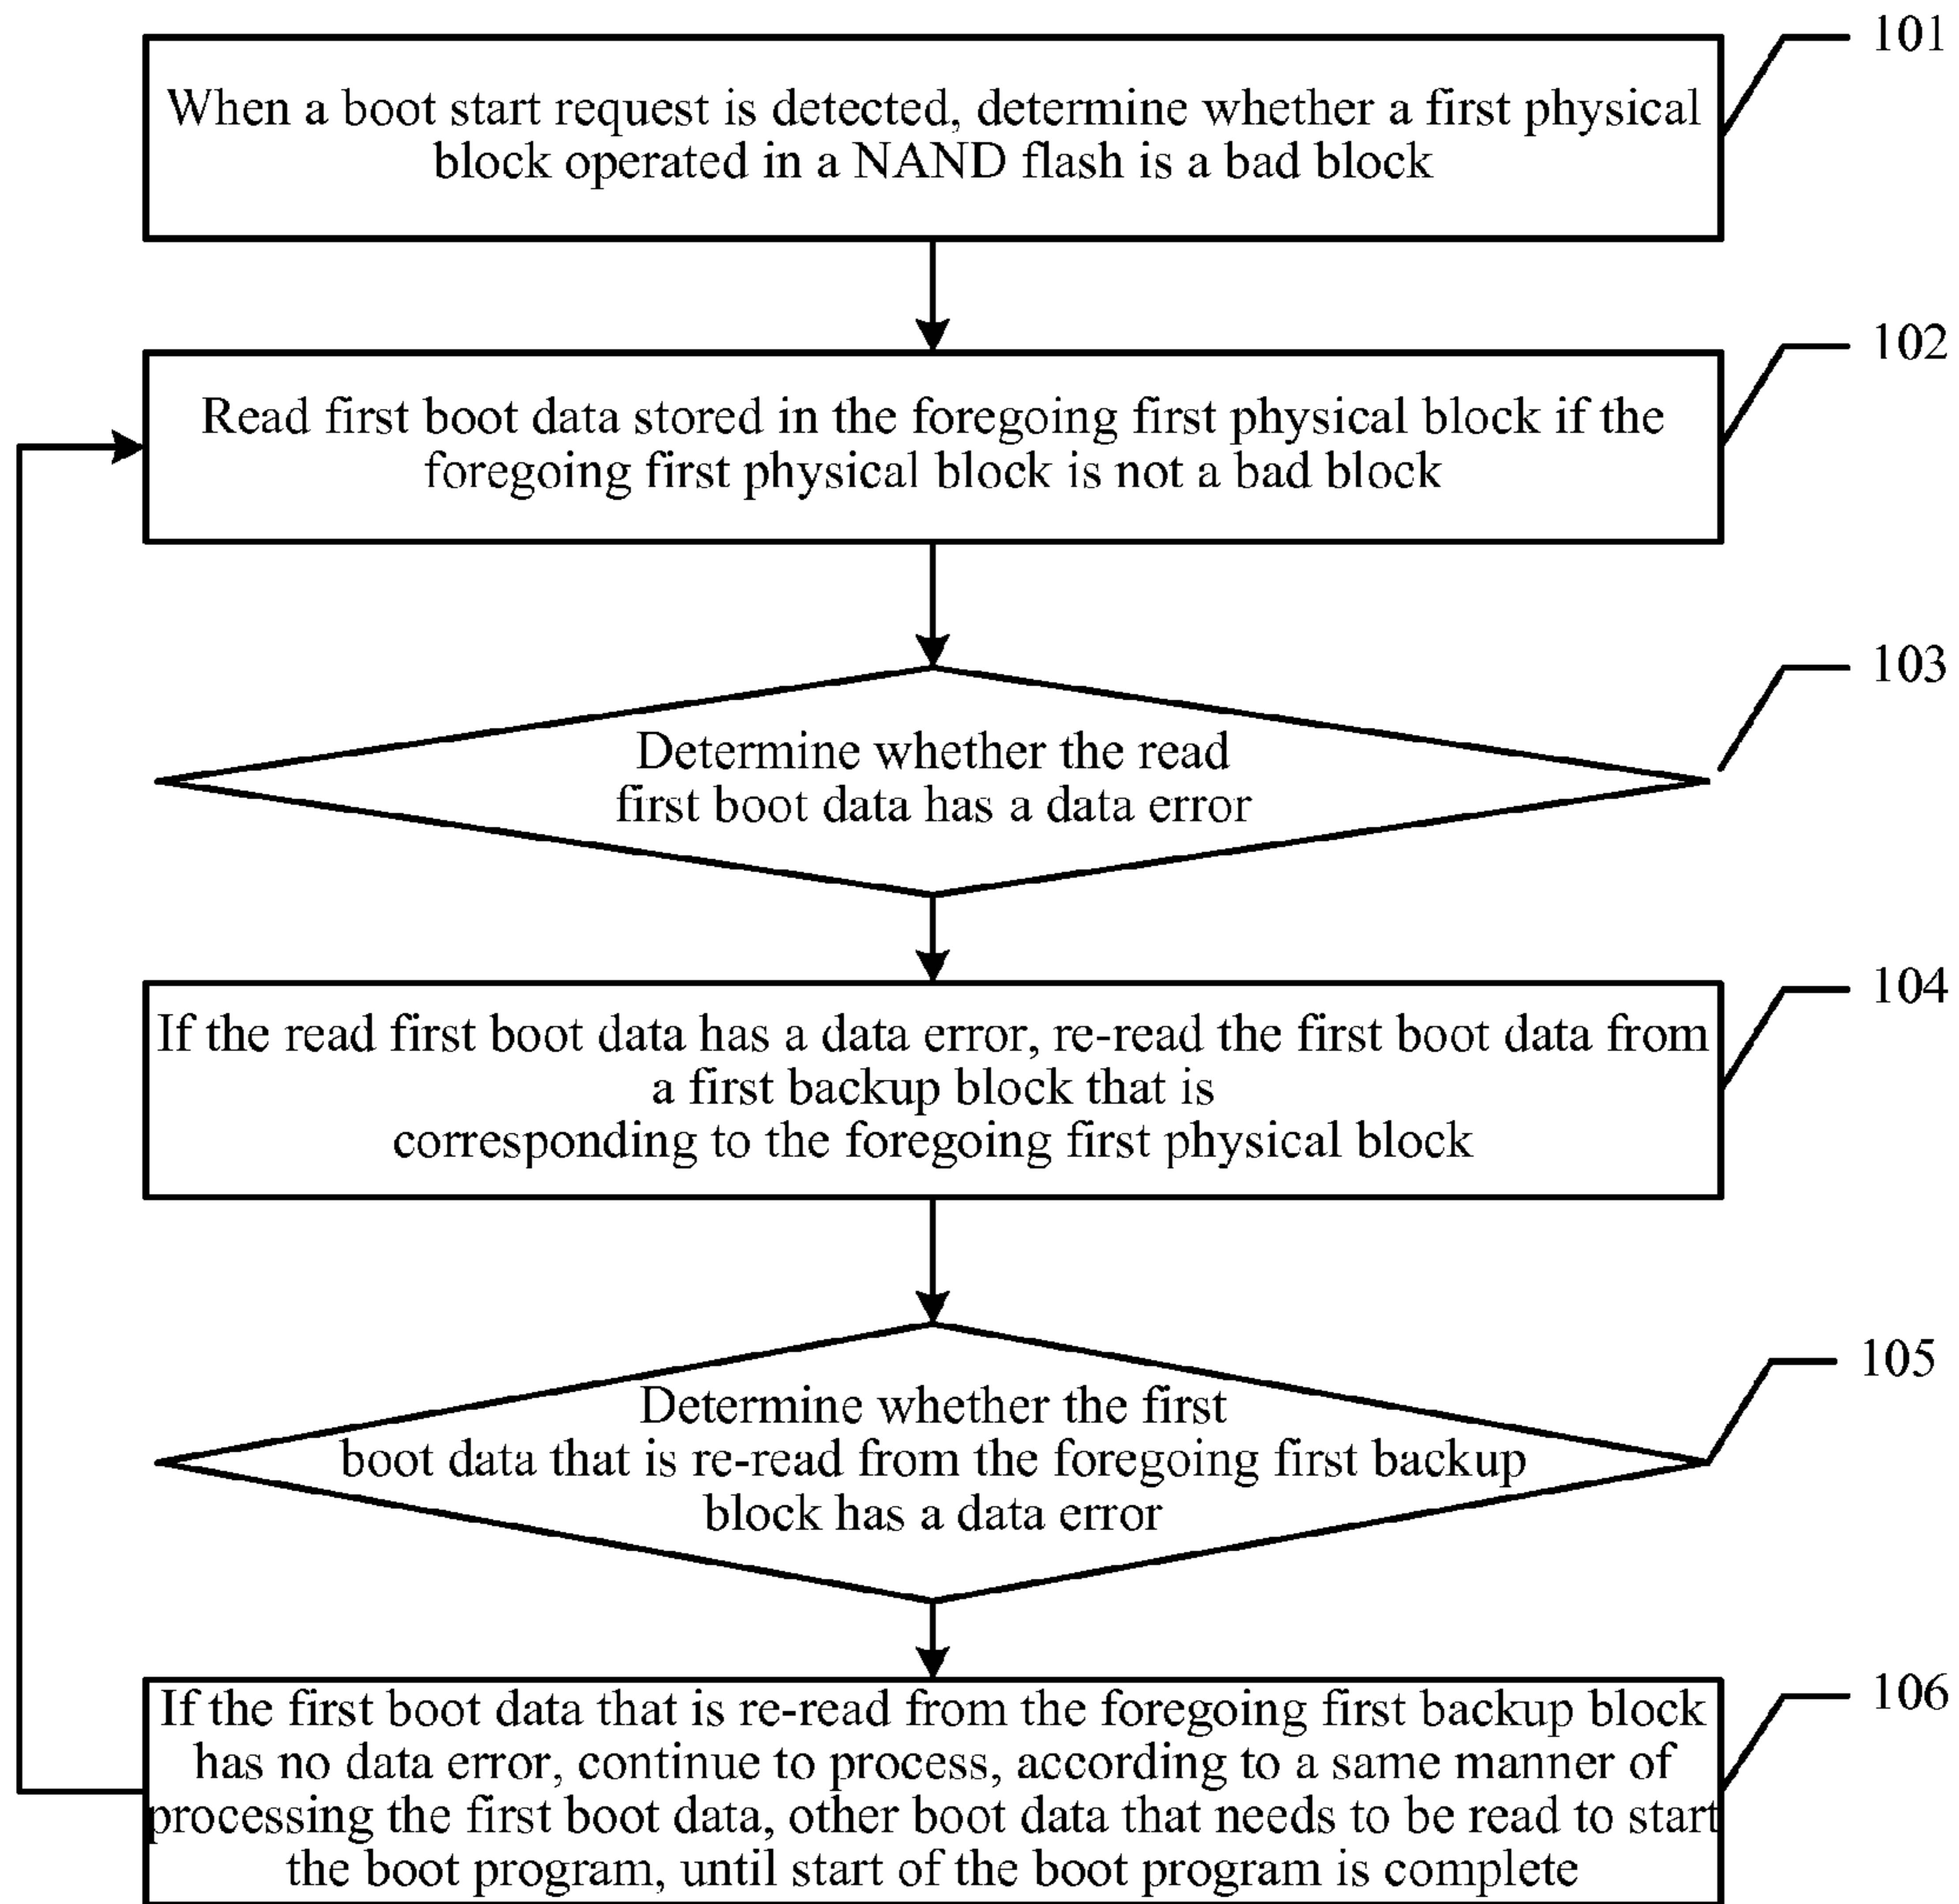 101
When a boot start request is detected, determine whether a first physical
block operated in a NAND flash is a bad block
102
Read first boot data stored in the foregoing first physical block if the
foregoing first physical block is not a bad block
103
Determine whether the read
first boot data has a data error
104
If the read first boot data has a data error, re-read the first boot data from
a first backup block that is
corresponding to the foregoing first physical block
105
Determine whether the first
boot data that is re-read from the foregoing first backup
block has a data error
106
If the first boot data that is re-read from the foregoing first backup block
has no data error, continue to process, according to a same manner of
processing the first boot data, other boot data that needs to be read to start
the boot program, until start of the boot program is complete